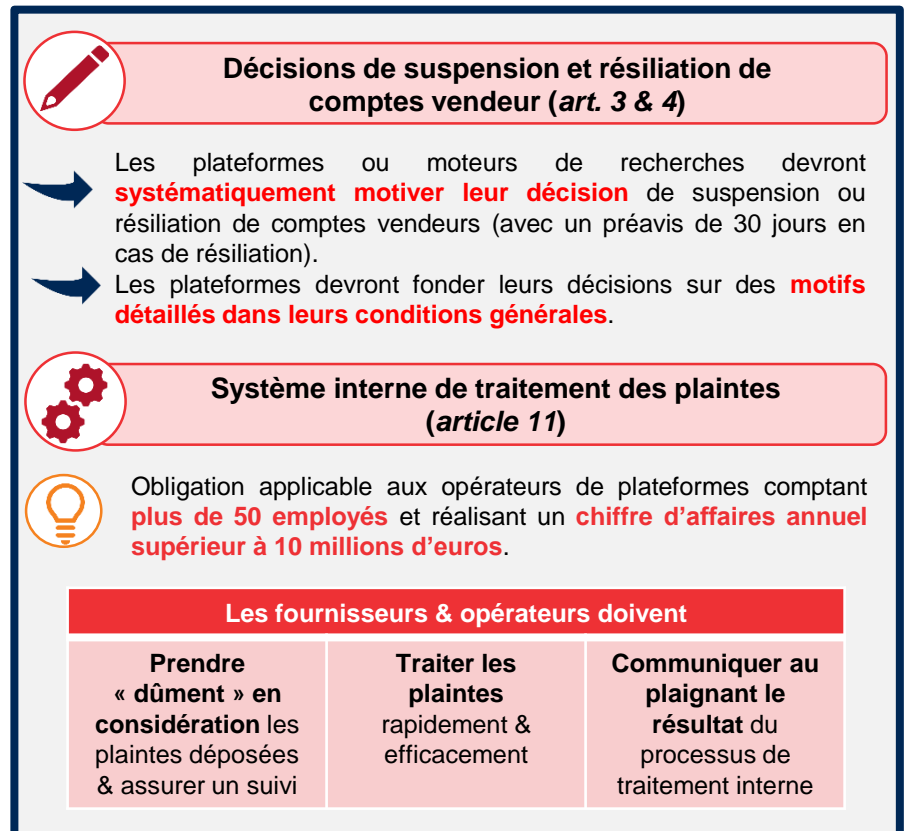 Décisions de suspension et résiliation de
comptes vendeur (art. 3 & 4)
Les plateformes ou moteurs de recherches devront
systématiquement motiver leur décision de suspension ou
résiliation de comptes vendeurs (avec un préavis de 30 jours en
cas de résiliation).
Les plateformes devront fonder leurs décisions sur des motifs
détaillés dans leurs conditions générales.
Système interne de traitement des plaintes
(article 11)
Obligation applicable aux opérateurs de plateformes comptant
plus de 50 employés et réalisant un chiffre d’affaires annuel
supérieur à 10 millions d’euros.
Les fournisseurs & opérateurs doivent
Prendre
« dûment » en
considération les
plaintes déposées
& assurer un suivi
Traiter les
plaintes
rapidement &
efficacement
Communiquer au
plaignant le
résultat du
processus de
traitement interne